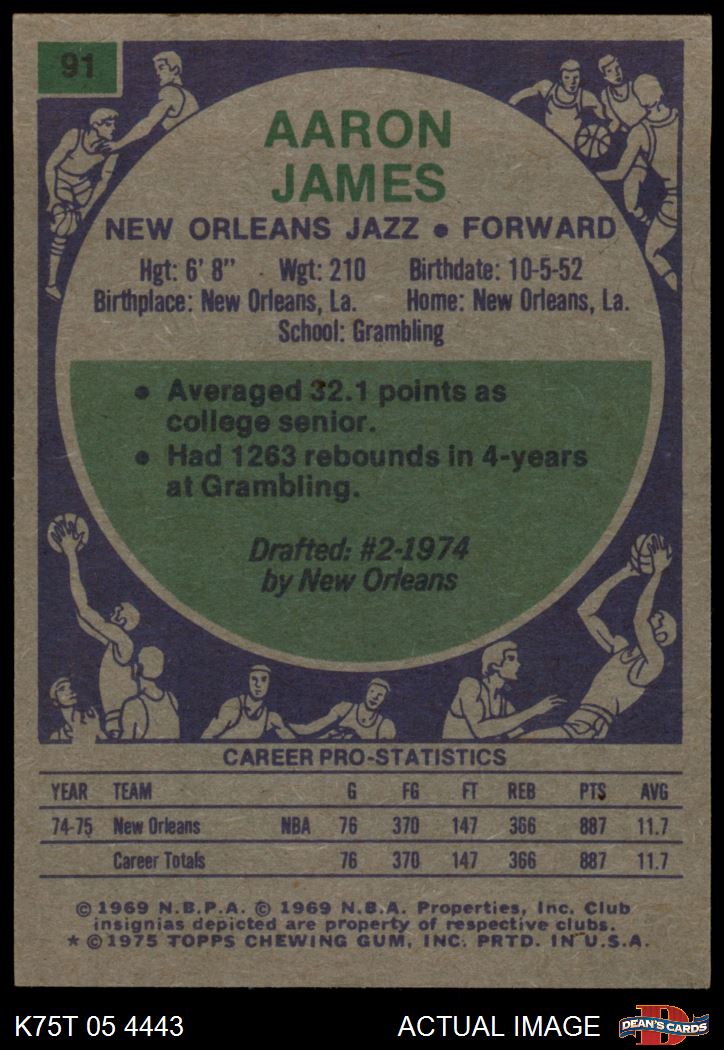 91
AARON
JAMES
NEW ORLEANS JAZZ • FORWARD
Hgt: 6' 8" Wgt: 210 Birthdate: 10-5-52
Birthplace: New Orleans, La. Home: New Orleans, La.
School: Grambling
• Averaged 32.1 points as
college senior.
• Had 1263 rebounds in 4-years
at Grambling.
Drafted: #2-1974
by New Orleans
CAREER PRO-STATISTICS
YEAR TEAM G FG FT REB PTS AVG
74-75 New Orleans NBA 76 370 147 366 887 11.7
Career Totals 76 370 147 366 887 11.7
© 1969 N.B.P.A. © 1969 N.B.A. Properties, Inc. Club
insignias depicted are property of respective clubs.
* © 1975 TOPPS CHEWING GUM, INC. PRTD. IN U.S.A.
K75T 05 4443 ACTUAL IMAGE D DEAN'S CARDS